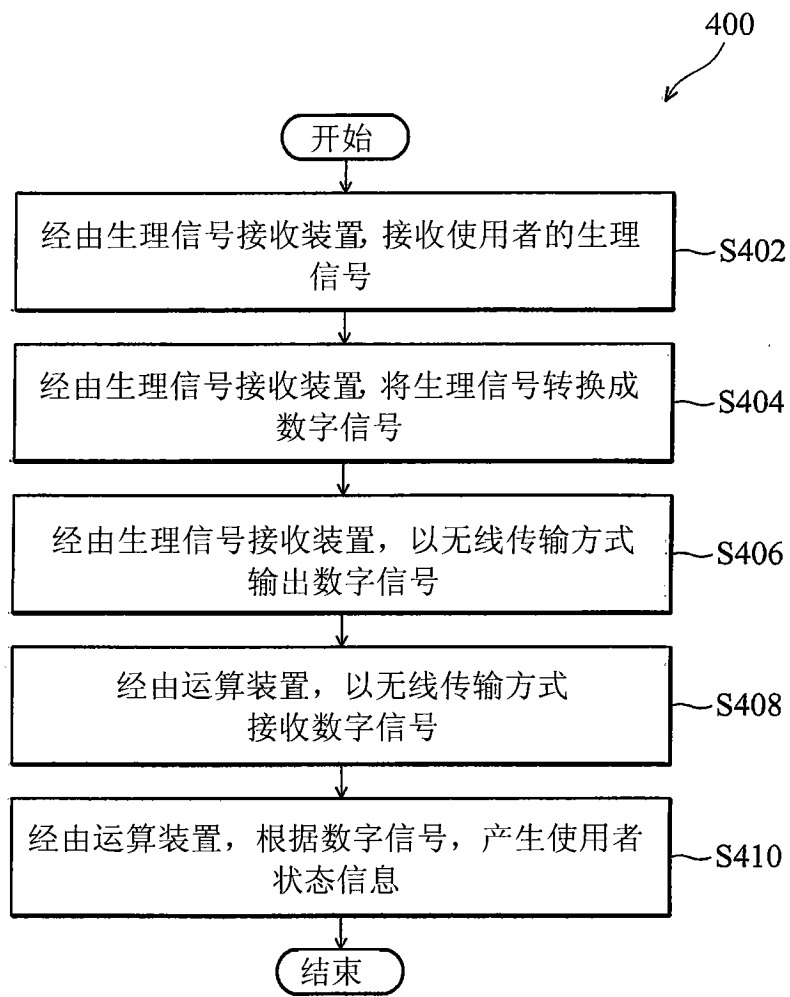 400
开始
经由生理信号接收装置,接收使用者的生理
信号
S402
经由生理信号接收装置,将生理信号转换成
数字信号
S404
经由生理信号接收装置，以无线传输方式
输出数字信号
S406
经由运算装置，以无线传输方式
接收数字信号
S408
经由运算装置，根据数字信号，产生使用者
状态信息
S410
结束